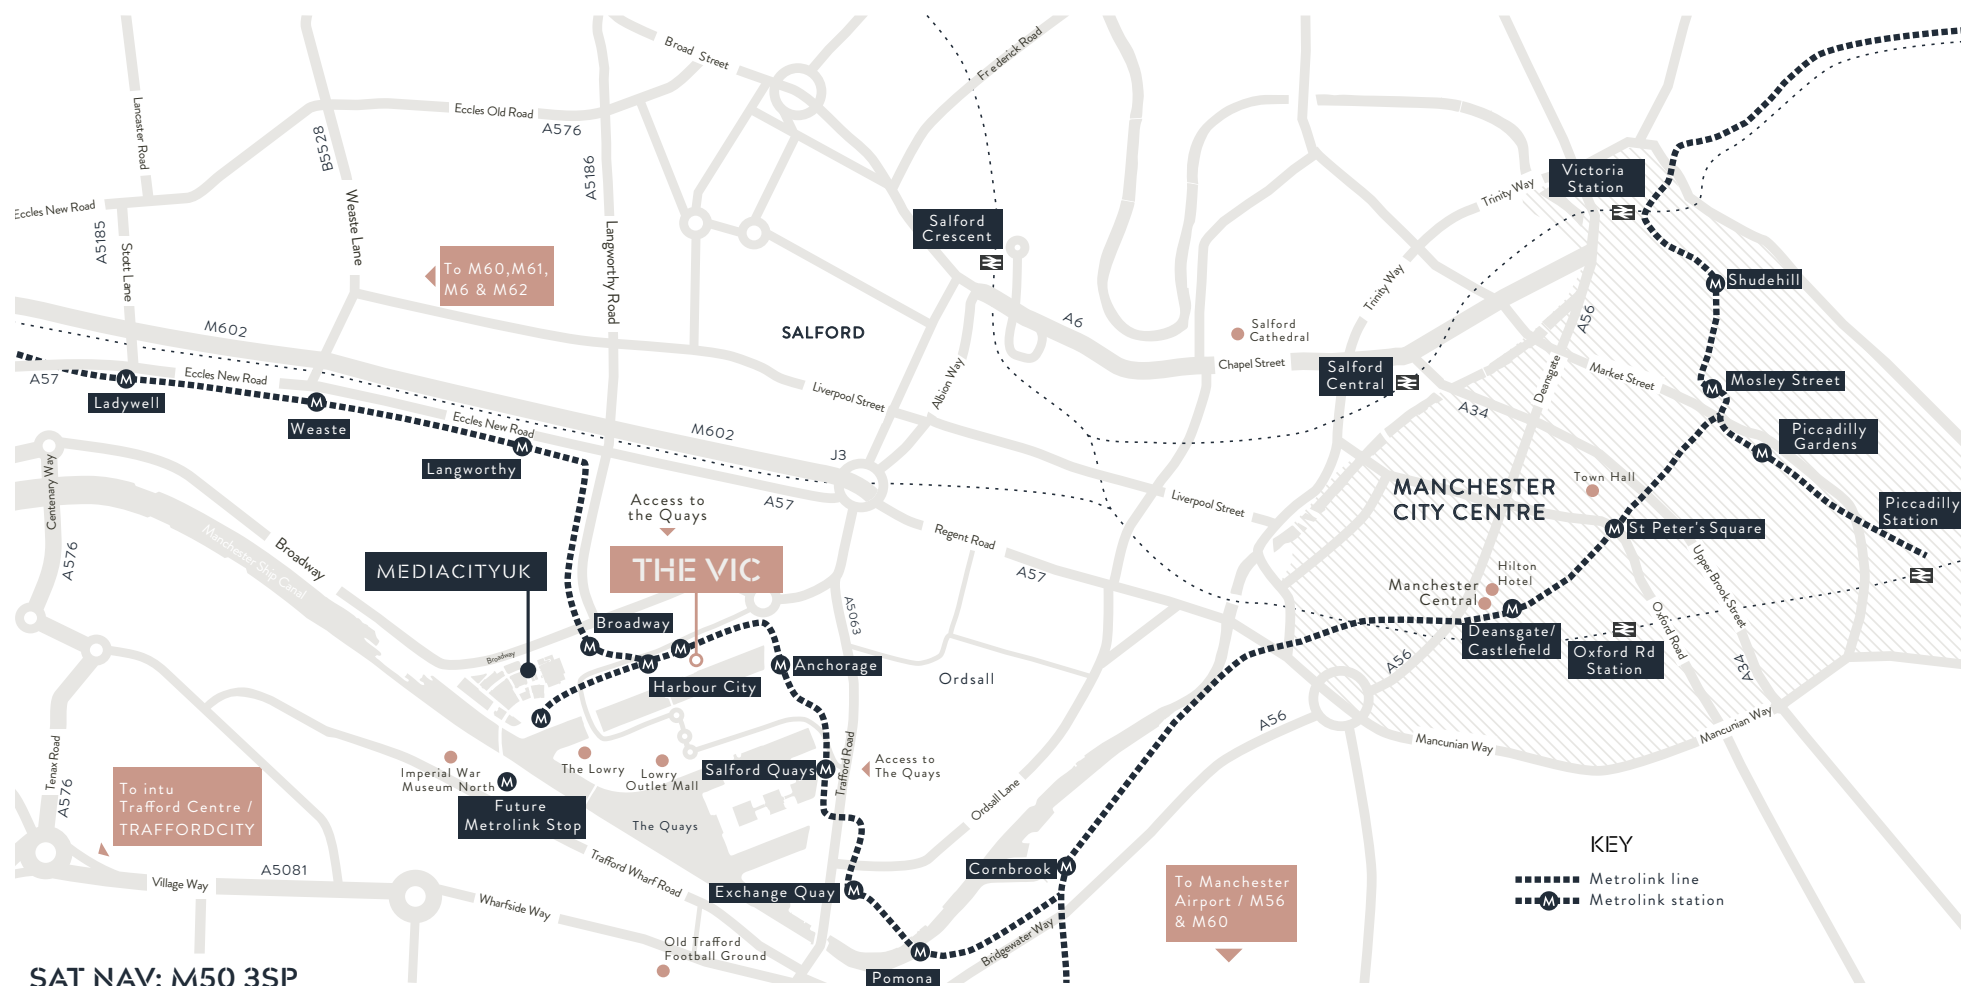 Broad Street
Frederick Road
Lancaster Road
B5528
Eccles Old Road
A576
A5186
Eccles New Road
A5185
Stott Lane
Weaste Lane
Langworthy Road
To M60,M61,
M6 & M62
Salford
Crescent
Victoria
Station
Trinity Way
Trinity Way
Shudehill
M602
SALFORD
A6
Salford
Cathedral
Chapel Street
Salford
Central
A56
Deansgate
Market Street
A34
Mosley Street
Piccadilly
Gardens
A57
Eccles New Road
Ladywell
M
Weaste
M
Eccles New Road
Langworthy
M
M602
Liverpool Street
Albion Way
J3
A57
Access to
the Quays
Regent Road
A57
Liverpool Street
MANCHESTER
CITY CENTRE
Town Hall
M
M
M
M
St Peter's Square
Piccadilly
Station
Centenary Way
A576
Manchester Ship Canal
Broadway
MEDIACITYUK
THE VIC
Broadway
M
M
M
Broadway
Harbour City
Anchorage
M
M
A5063
Ordsall
Hilton
Hotel
Manchester
Central
M
Deansgate/
Castlefield
Oxford Rd
Station
Upper Brook Street
Oxford Road
A34
A56
A56
Mancunian Way
Mancunian Way
Tenax Road
A576
To intu
Trafford Centre /
TRAFFORDCITY
Imperial War
Museum North
M
Future
Metrolink Stop
The Lowry
Lowry
Outlet Mall
The Quays
Salford Quays
M
Trafford Road
Access to
The Quays
Ordsall Lane
Village Way
A5081
Wharfside Way
Trafford Wharf Road
Exchange Quay
M
Cornbrook
M
To Manchester
Airport / M56
& M60
KEY
Metrolink line
M
Metrolink station
Old Trafford
Football Ground
M
Pomona
Bridgewater Way
SAT NAV: M50 3SP